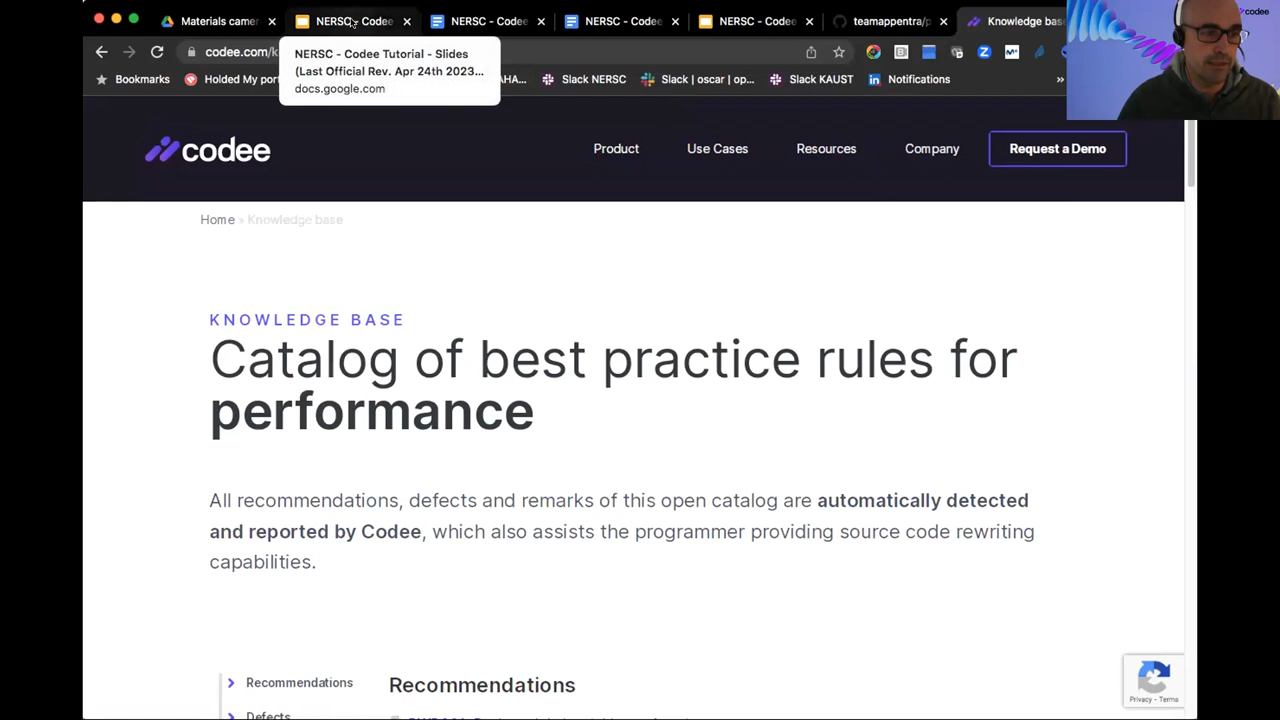 Materials camer
NERSC - Codee
NERSC - Codee
NERSC - Codee
NERSC - Codee
teamappentra/p
Knowledge bas
codee
codee.com/k
NERSC - Codee Tutorial - Slides
(Last Official Rev. Apr 24th 2023...
docs.google.com
Bookmarks
Holded My port
AHA...
Slack NERSC
Slack | oscar | op...
Slack KAUST
Notifications
»
codee
Product
Use Cases
Resources
Company
Request a Demo
Home » Knowledge base
KNOWLEDGE BASE
Catalog of best practice rules for
performance
All recommendations, defects and remarks of this open catalog are automatically detected
and reported by Codee, which also assists the programmer providing source code rewriting
capabilities.
Recommendations
Recommendations
Defects
Privacy - Terms